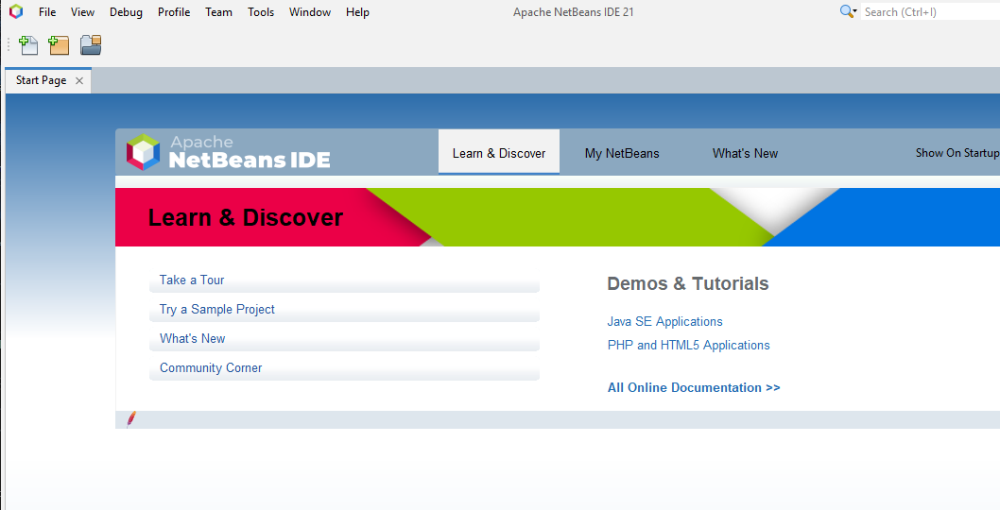 File View Debug Profile Team Tools Window Help Apache NetBeans IDE 21 Search (Ctrl+I)
Start Page
Apache
NetBeans IDE
Learn & Discover My NetBeans What's New Show On Startup
Learn & Discover
Take a Tour
Try a Sample Project
What's New
Community Corner
Demos & Tutorials
Java SE Applications
PHP and HTML5 Applications
All Online Documentation >>